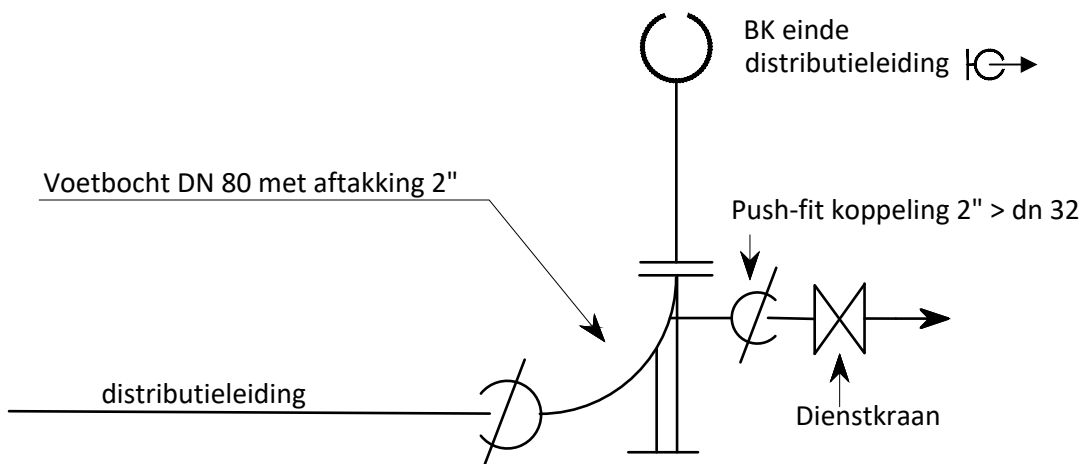 BK einde
distributieleiding
Voetbocht DN 80 met aftakking 2"
Push-fit koppeling 2" > dn 32
distributieleiding
Dienstkraan